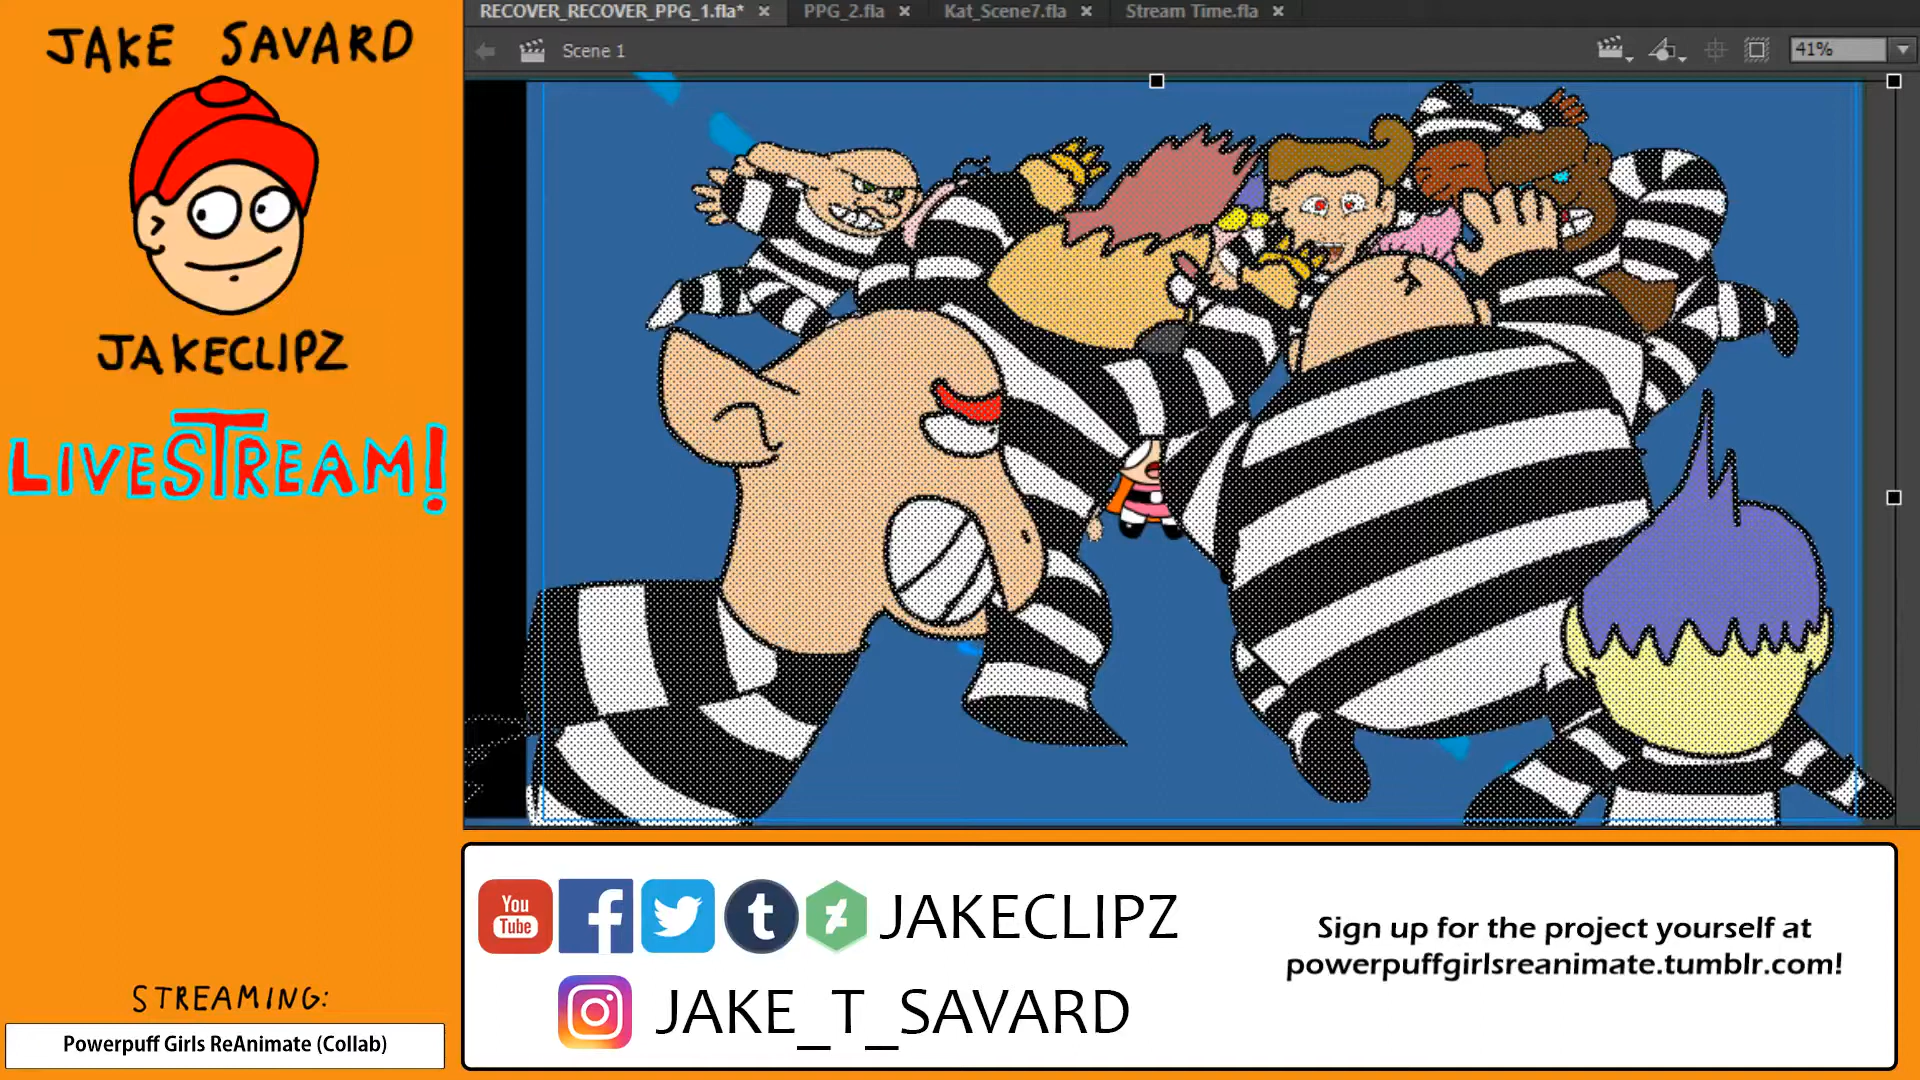 JAKE SAVARD
JAKECLIPZ
LIVESTREAM!
STREAMING:
Powerpuff Girls ReAnimate (Collab)
RECOVER_RECOVER_PPG_1.fla* ×
PPG_2.fla ×
Kat_Scene7.fla ×
Stream Time.fla ×
Scene 1
41%
You
Tube
JAKECLIPZ
JAKE_T_SAVARD
Sign up for the project yourself at
powerpuffgirlsreanimate.tumblr.com!